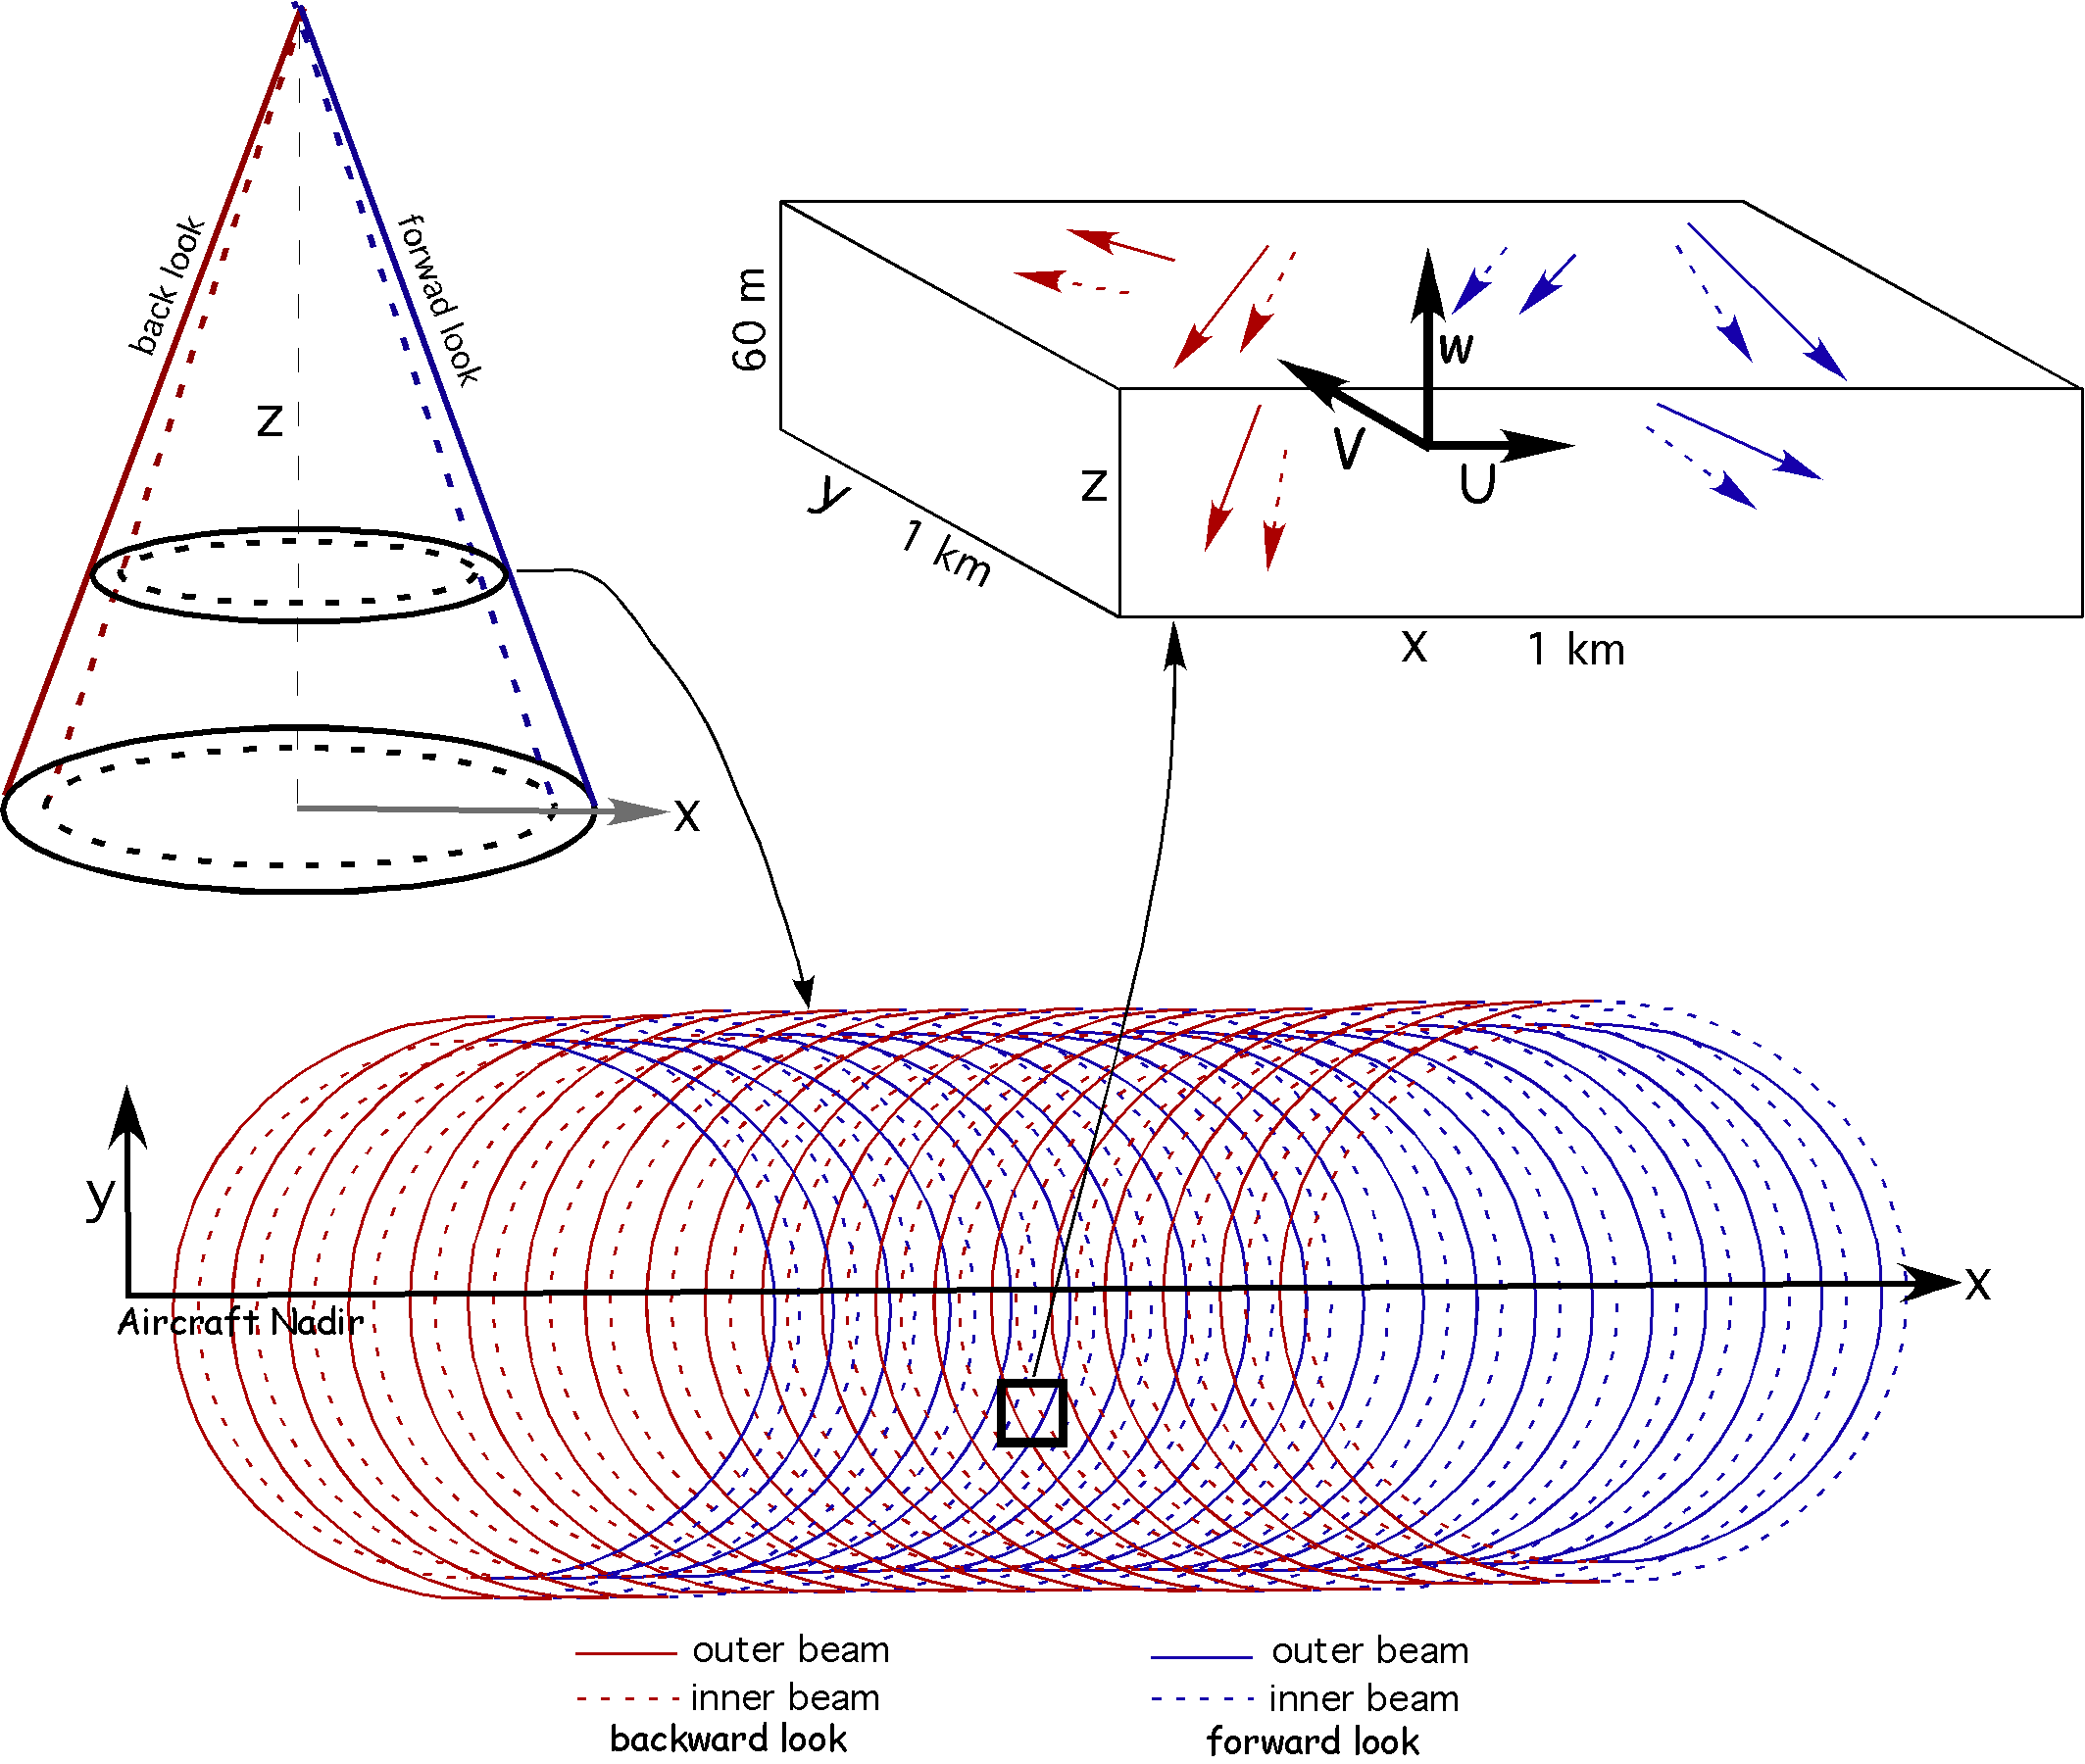 back look
forwad look
z
x
60 m
w
V
U
z
y
1 km
x
1 km
y
x
Aircraft Nadir
outer beam
outer beam
inner beam
inner beam
backward look
forward look